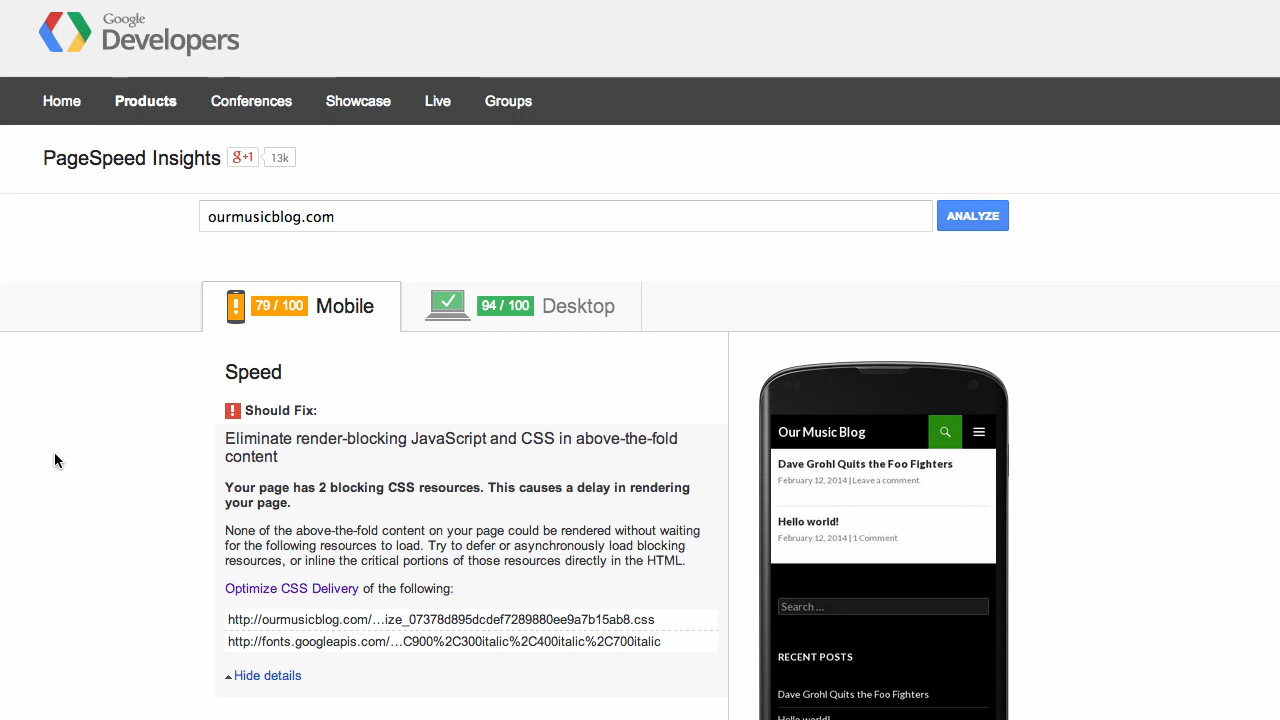 Google
Developers
Home Products Conferences Showcase Live Groups
PageSpeed Insights g+1 13k
ourmusicblog.com ANALYZE
79 / 100 Mobile 94 / 100 Desktop
Speed
Should Fix:
Eliminate render-blocking JavaScript and CSS in above-the-fold
content
Your page has 2 blocking CSS resources. This causes a delay in rendering
your page.
None of the above-the-fold content on your page could be rendered without waiting
for the following resources to load. Try to defer or asynchronously load blocking
resources, or inline the critical portions of those resources directly in the HTML.
Optimize CSS Delivery of the following:
http://ourmusicblog.com/…ize_07378d895dcdef7289880ee9a7b15ab8.css
http://fonts.googleapis.com/…C900%2C300italic%2C400italic%2C700italic
Hide details
Our Music Blog
Dave Grohl Quits the Foo Fighters
February 12, 2014 | Leave a comment
Hello world!
February 12, 2014 | 1 Comment
Search …
RECENT POSTS
Dave Grohl Quits the Foo Fighters
Hello world!